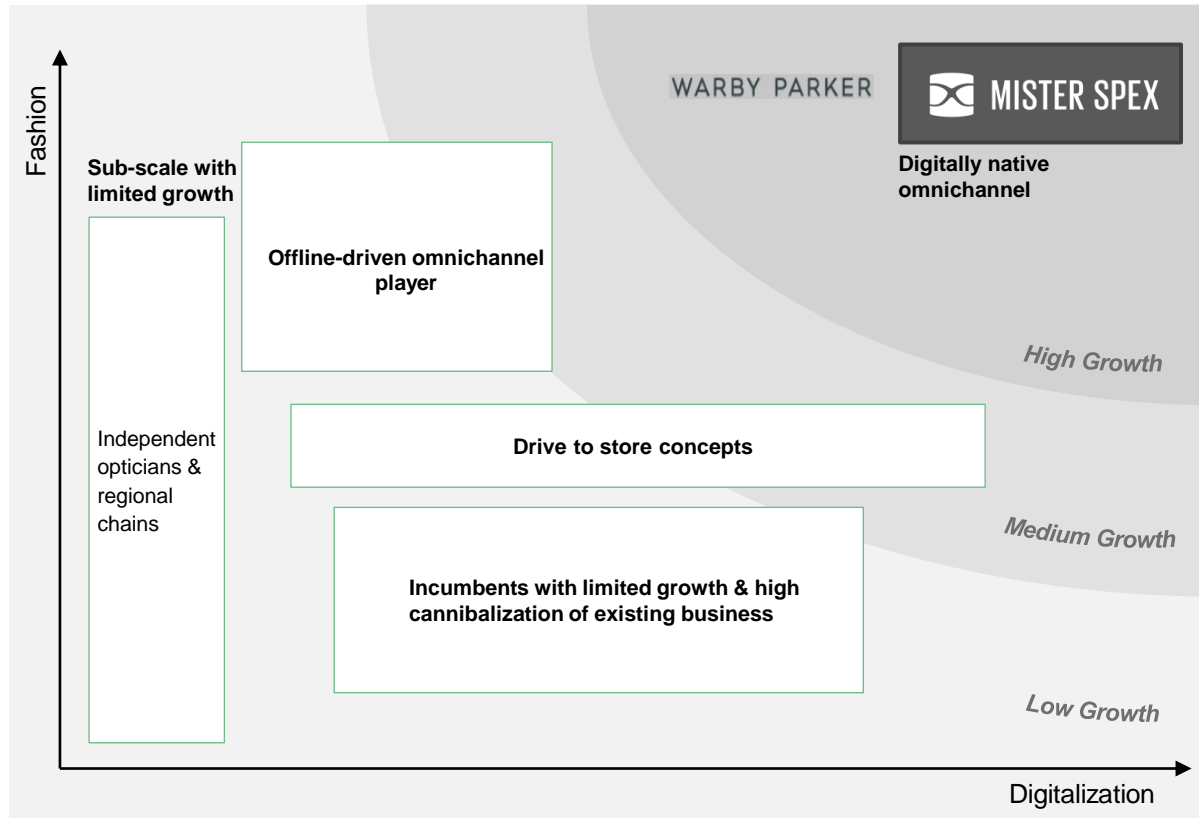 Fashion
WARBY PARKER
MISTER SPEX
Digitally native
omnichannel
Sub-scale with
limited growth
Offline-driven omnichannel
player
High Growth
Independent
opticians &
regional
chains
Drive to store concepts
Medium Growth
Incumbents with limited growth & high
cannibalization of existing business
Low Growth
Digitalization